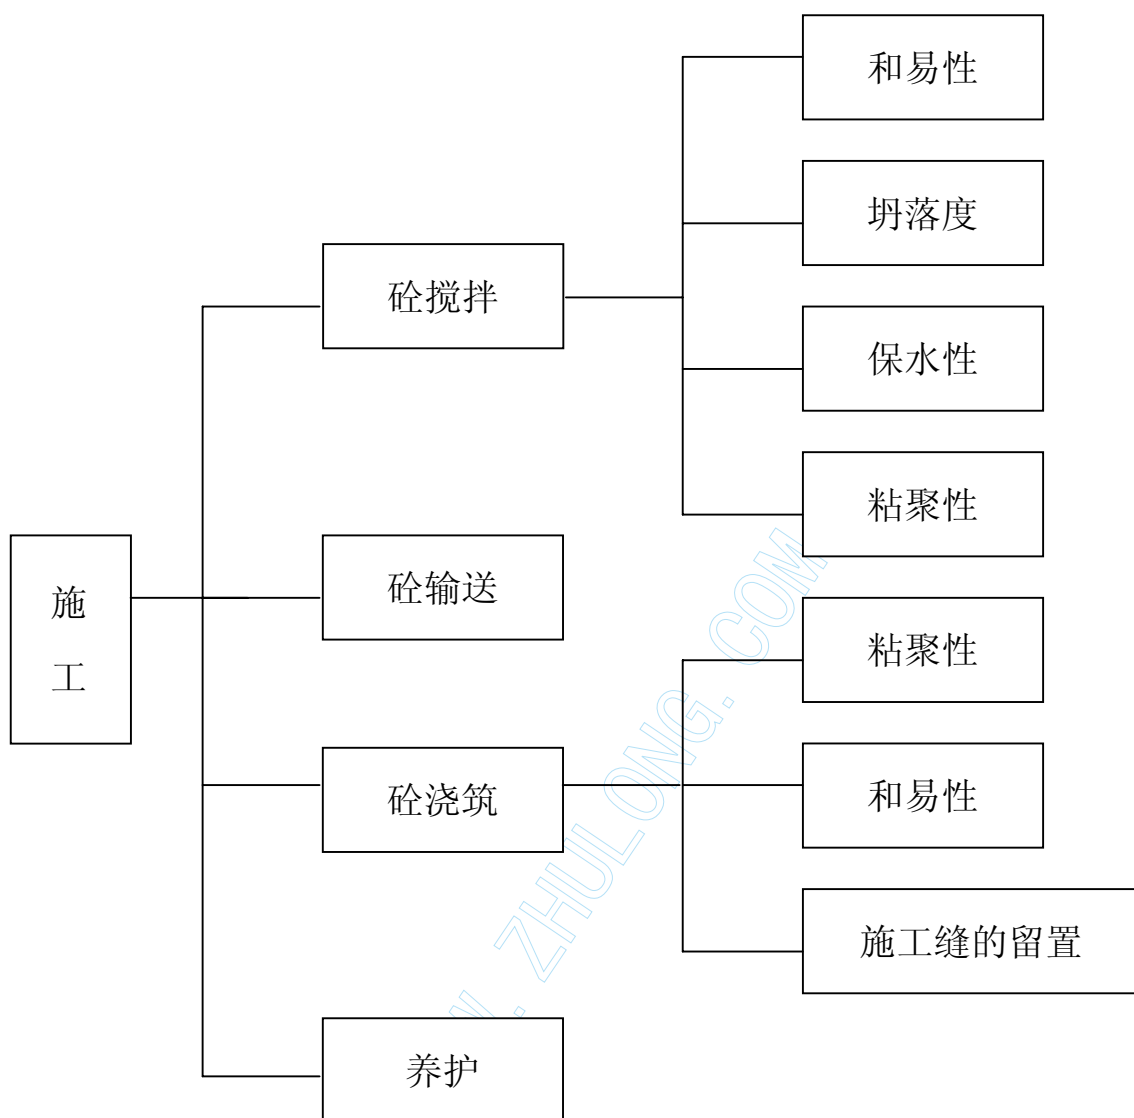 和易性
坍落度
砼搅拌
保水性
粘聚性
施
工
砼输送
粘聚性
砼浇筑
和易性
施工缝的留置
养护
W. ZHULONG. COM